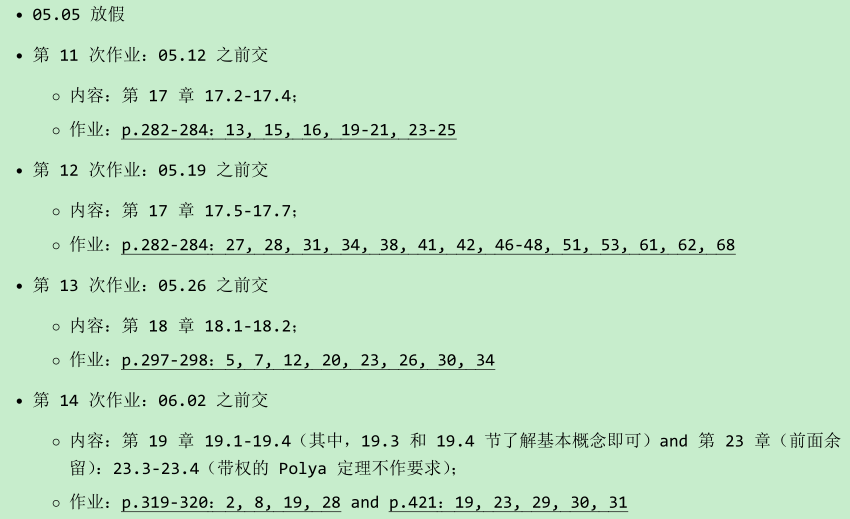 • 05.05 放假
• 第 11 次作业：05.12 之前交
◦ 内容：第 17 章 17.2-17.4；
◦ 作业：p.282-284：13, 15, 16, 19-21, 23-25
• 第 12 次作业：05.19 之前交
◦ 内容：第 17 章 17.5-17.7；
◦ 作业：p.282-284：27, 28, 31, 34, 38, 41, 42, 46-48, 51, 53, 61, 62, 68
• 第 13 次作业：05.26 之前交
◦ 内容：第 18 章 18.1-18.2；
◦ 作业：p.297-298：5, 7, 12, 20, 23, 26, 30, 34
• 第 14 次作业：06.02 之前交
◦ 内容：第 19 章 19.1-19.4（其中，19.3 和 19.4 节了解基本概念即可）and 第 23 章（前面余
留）：23.3-23.4（带权的 Polya 定理不作要求）；
◦ 作业：p.319-320：2, 8, 19, 28 and p.421：19, 23, 29, 30, 31